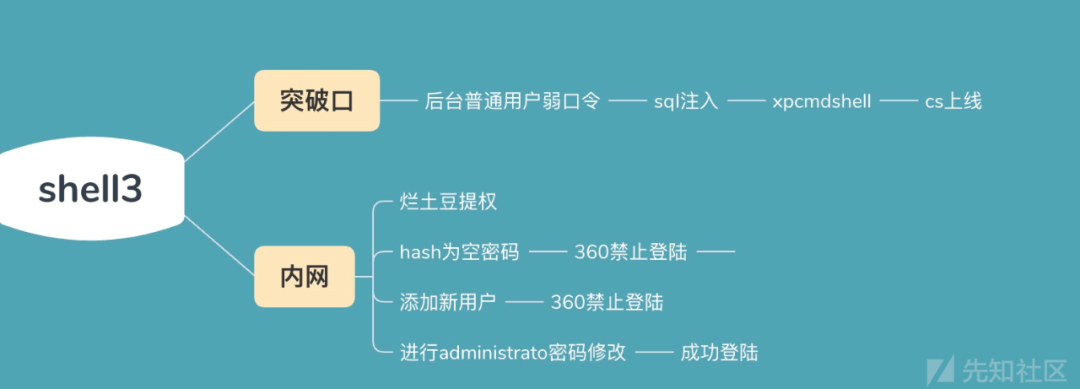 shell3
突破口
后台普通用户弱口令
sql注入
xpcmdshell
cs上线
内网
烂土豆提权
hash为空密码
360禁止登陆
添加新用户
360禁止登陆
进行administrato密码修改
成功登陆
先知社区